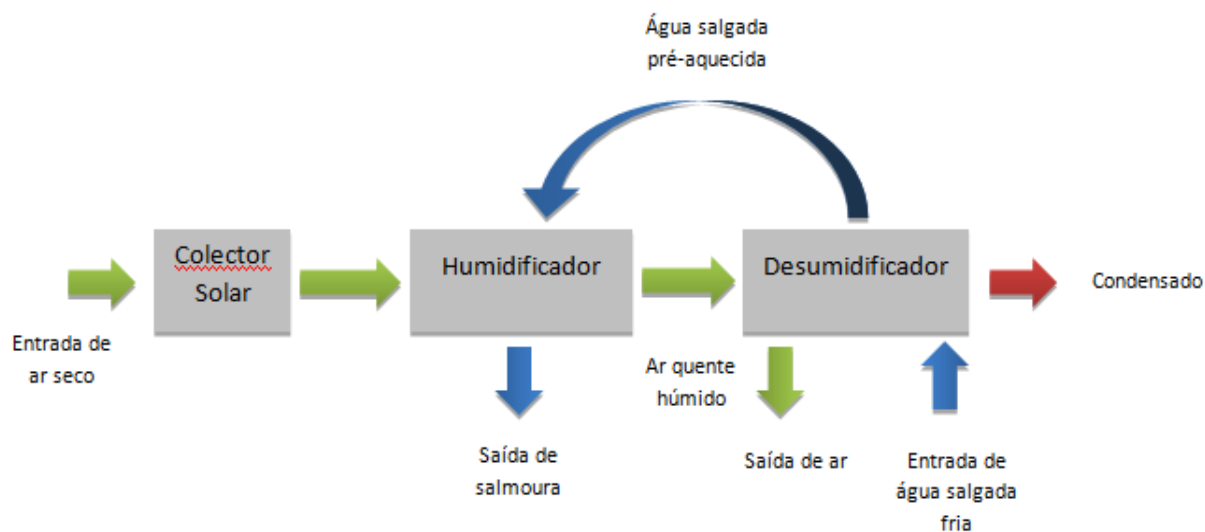 Água salgada
pré-aquecida
Colector
Solar
Humidificador
Desumidificador
Condensado
Entrada de
ar seco
Ar quente
húmido
Saída de
salmoura
Saída de ar
Entrada de
água salgada
fria